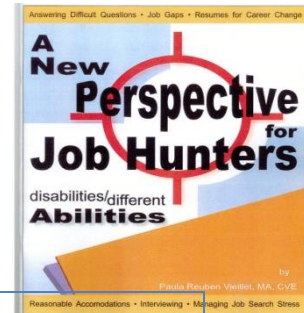 Answering Difficult Questions • Job Gaps • Resumes for Career Change
A
New
Perspective
for
Job Hunters
disabilities/different
Abilities
by
Paula Reuben Vieillet, MA, CVE.
Reasonable Accomodations • Interviewing • Managing Job Search Stress